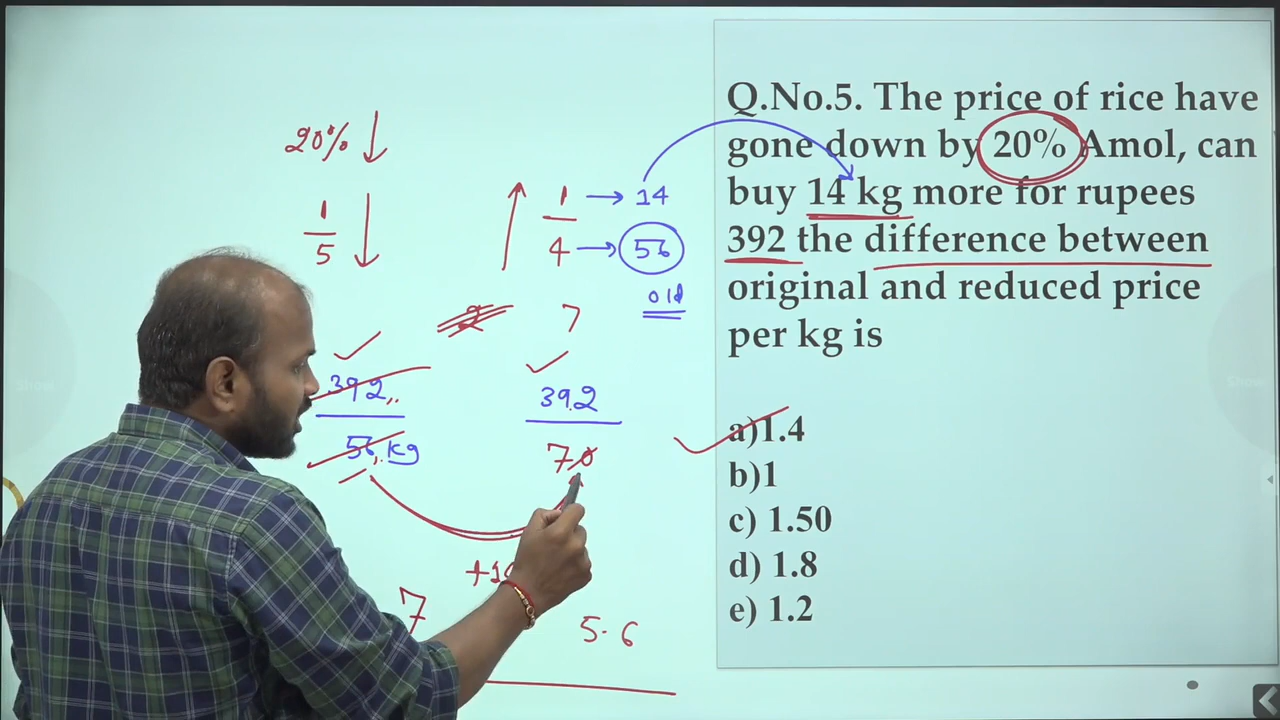 Q.No.5. The price of rice have
gone down by 20% Amol, can
buy 14 kg more for rupees
392 the difference between
original and reduced price
per kg is
a)1.4
b)1
c) 1.50
d) 1.8
e) 1.2
20% ↓
1/5 ↓
↑ 1 → 14
4 → 56
old
7
392
56 kg
392
70
7
5.6
Show
Show